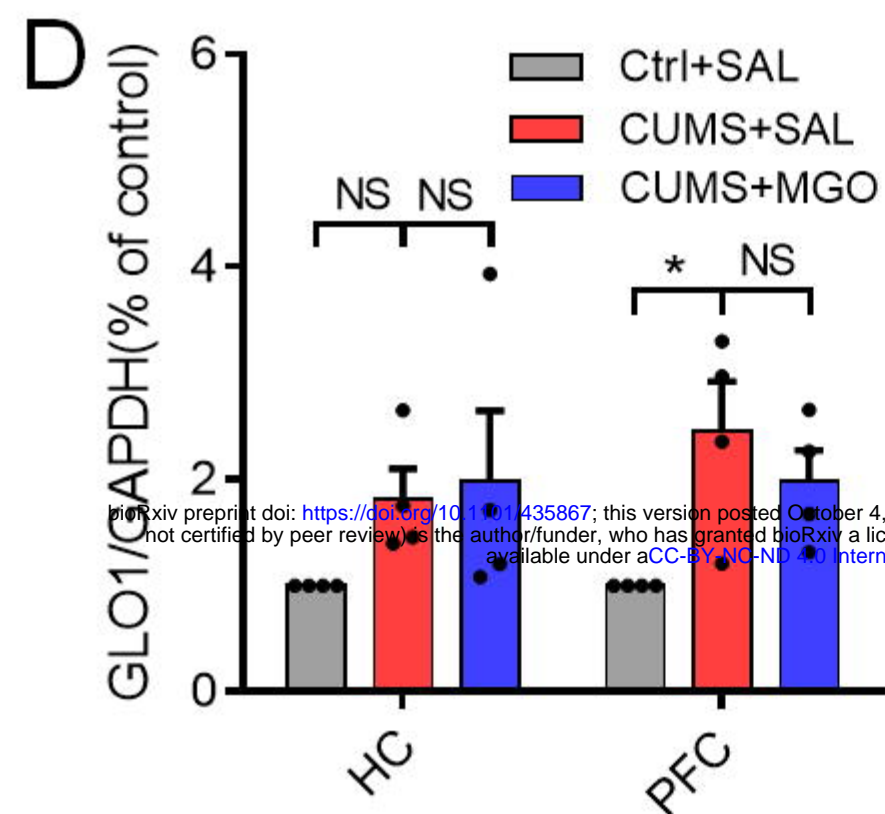 D
GLO1/GAPDH(% of control)
6
4
2
0
Ctrl+SAL
CUMS+SAL
CUMS+MGO
NS NS
* NS
bioRxiv preprint doi: https://doi.org/10.1101/435867; this version posted October 4,
not certified by peer review) is the author/funder, who has granted bioRxiv a lic
available under aCC-BY-NC-ND 4.0 Intern
HC
PFC